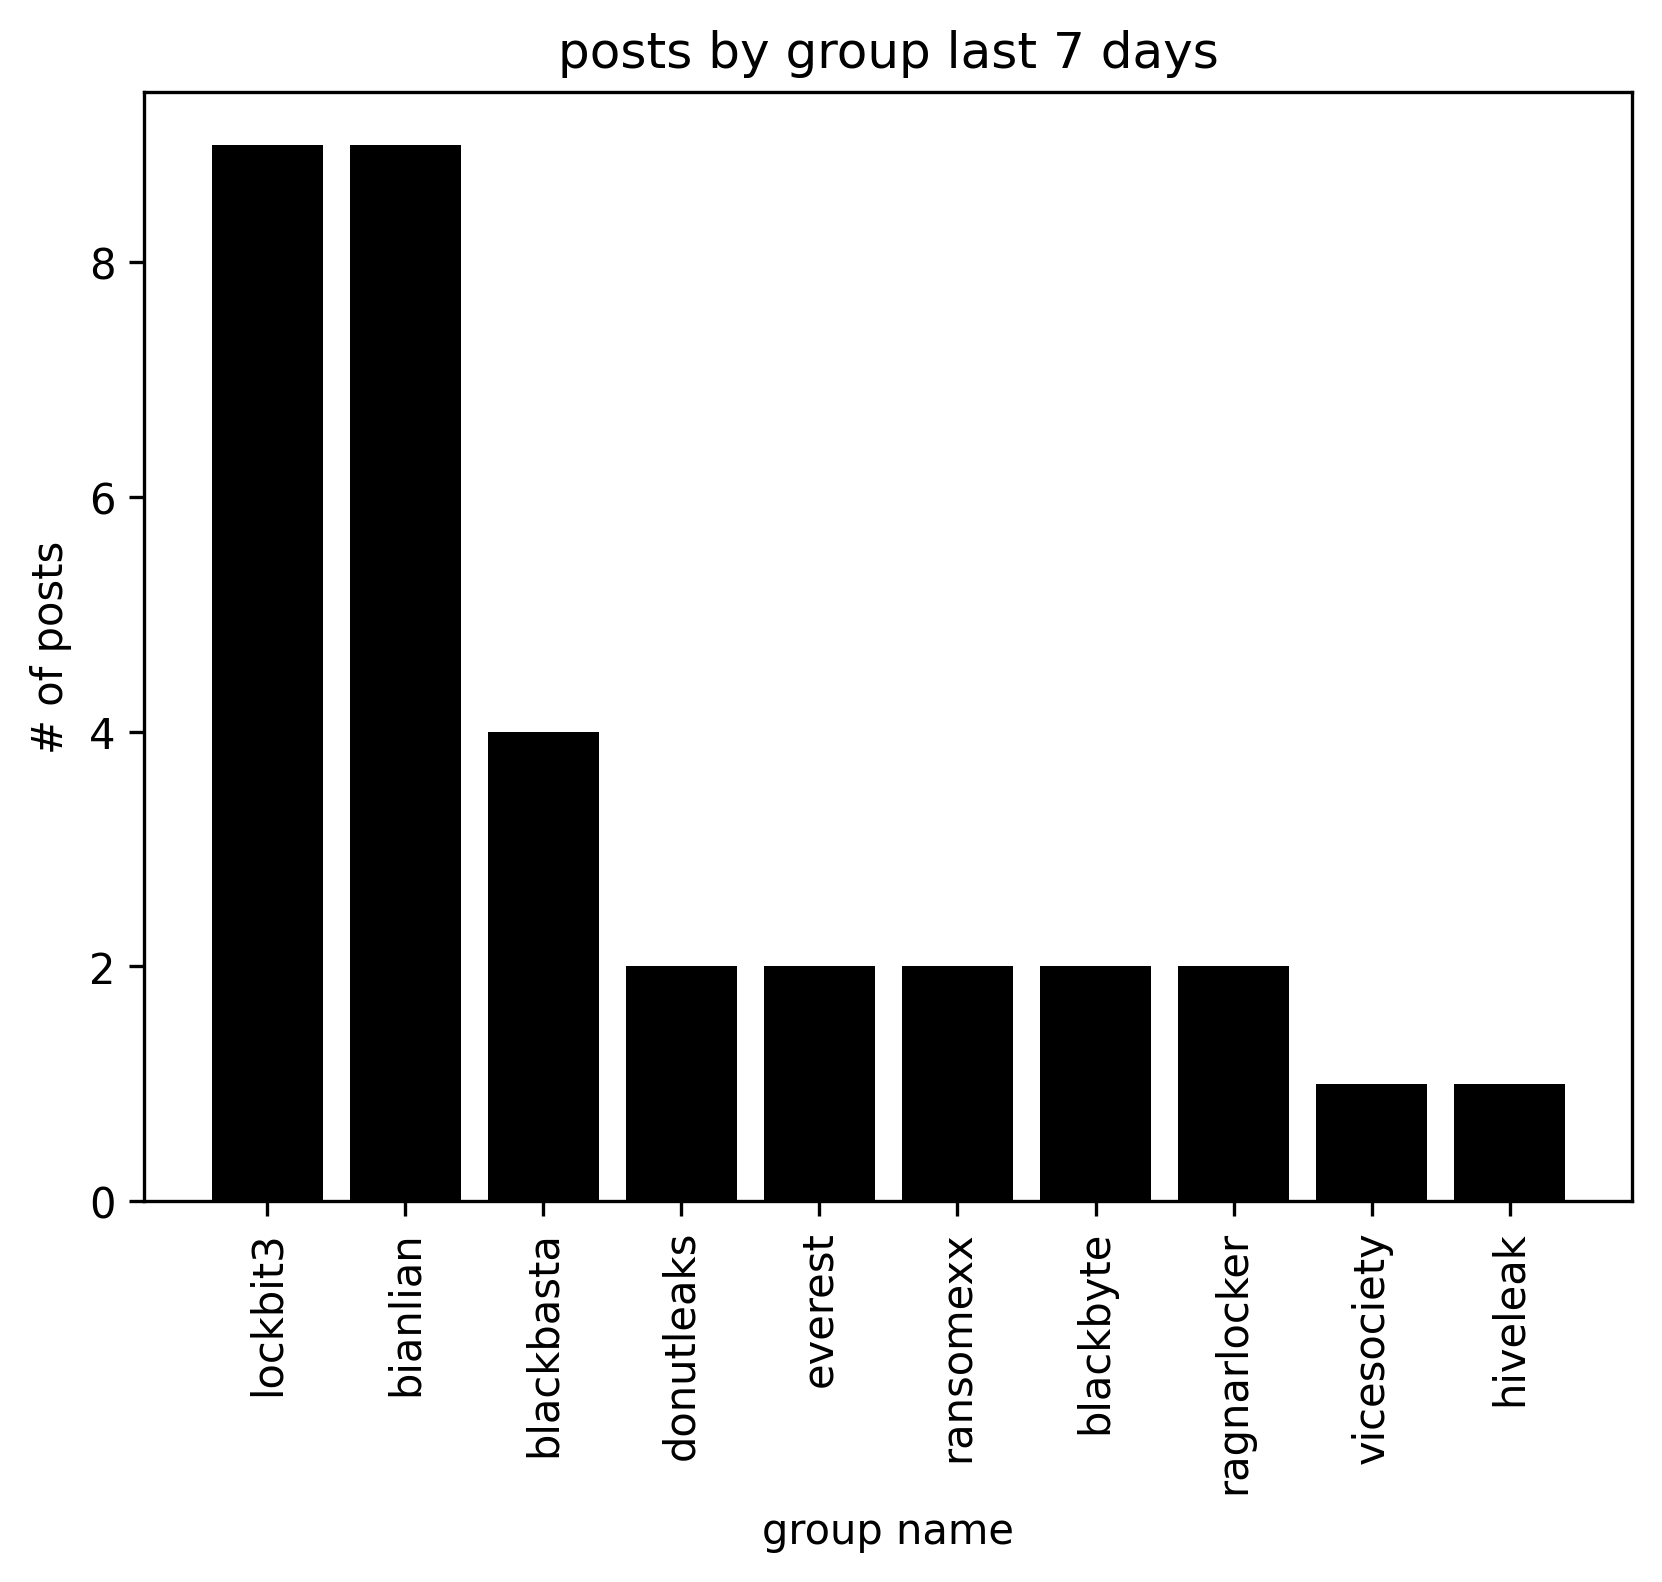 posts by group last 7 days
# of posts
8
6
4
2
0
lockbit3
bianlian
blackbasta
donutleaks
everest
ransomexx
blackbyte
ragnarlocker
vicesociety
hiveleak
group name